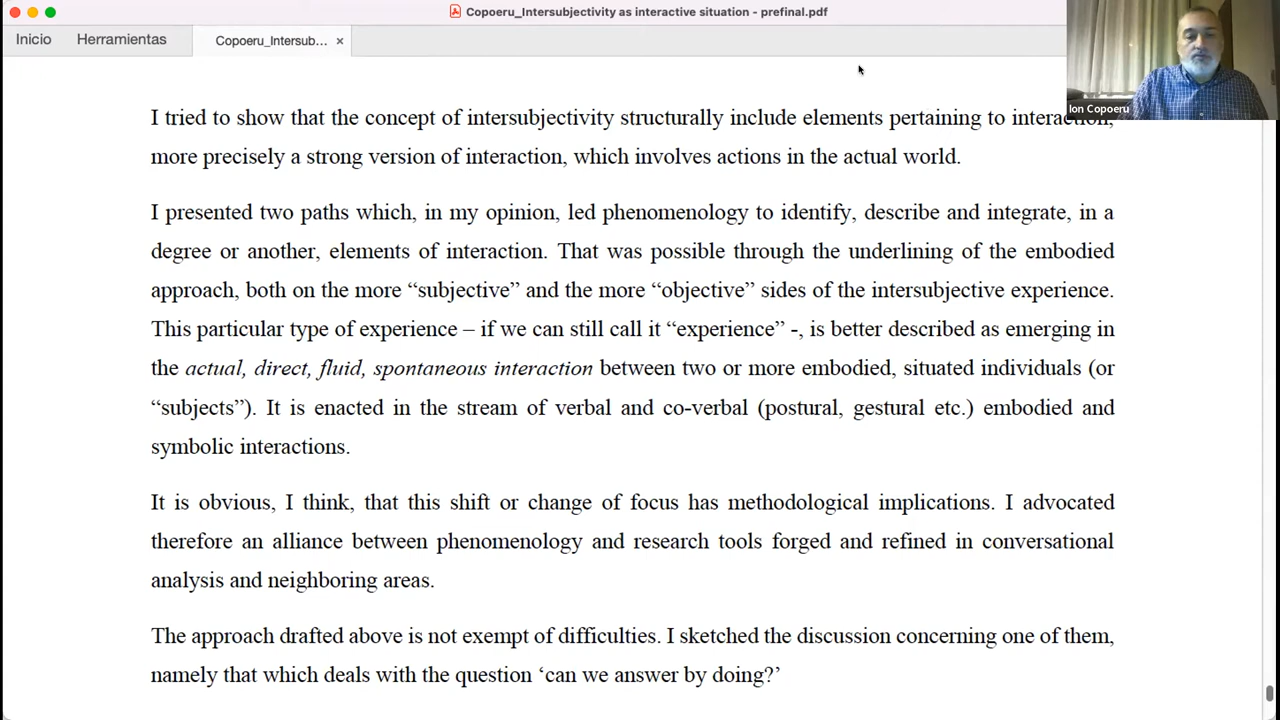 Copoeru_Intersubjectivity as interactive situation - prefinal.pdf
Inicio
Herramientas
Copoeru_Intersub... ×
Ion Copoeru
I tried to show that the concept of intersubjectivity structurally include elements pertaining to interaction,
more precisely a strong version of interaction, which involves actions in the actual world.
I presented two paths which, in my opinion, led phenomenology to identify, describe and integrate, in a
degree or another, elements of interaction. That was possible through the underlining of the embodied
approach, both on the more “subjective” and the more “objective” sides of the intersubjective experience.
This particular type of experience – if we can still call it “experience” -, is better described as emerging in
the actual, direct, fluid, spontaneous interaction between two or more embodied, situated individuals (or
“subjects”). It is enacted in the stream of verbal and co-verbal (postural, gestural etc.) embodied and
symbolic interactions.
It is obvious, I think, that this shift or change of focus has methodological implications. I advocated
therefore an alliance between phenomenology and research tools forged and refined in conversational
analysis and neighboring areas.
The approach drafted above is not exempt of difficulties. I sketched the discussion concerning one of them,
namely that which deals with the question ‘can we answer by doing?’